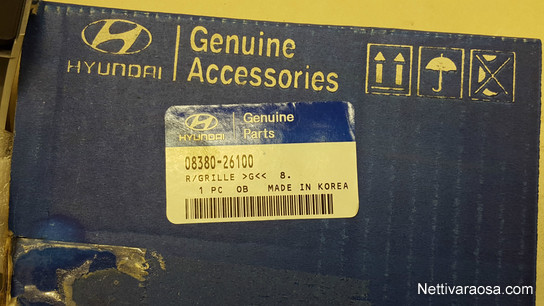 HYUNDAI
Genuine
Accessories
HYUNDAI
Genuine
Parts
08380-26100
R/GRILLE >G<< 8.
1 PC OB MADE IN KOREA
Nettivaraosa.com